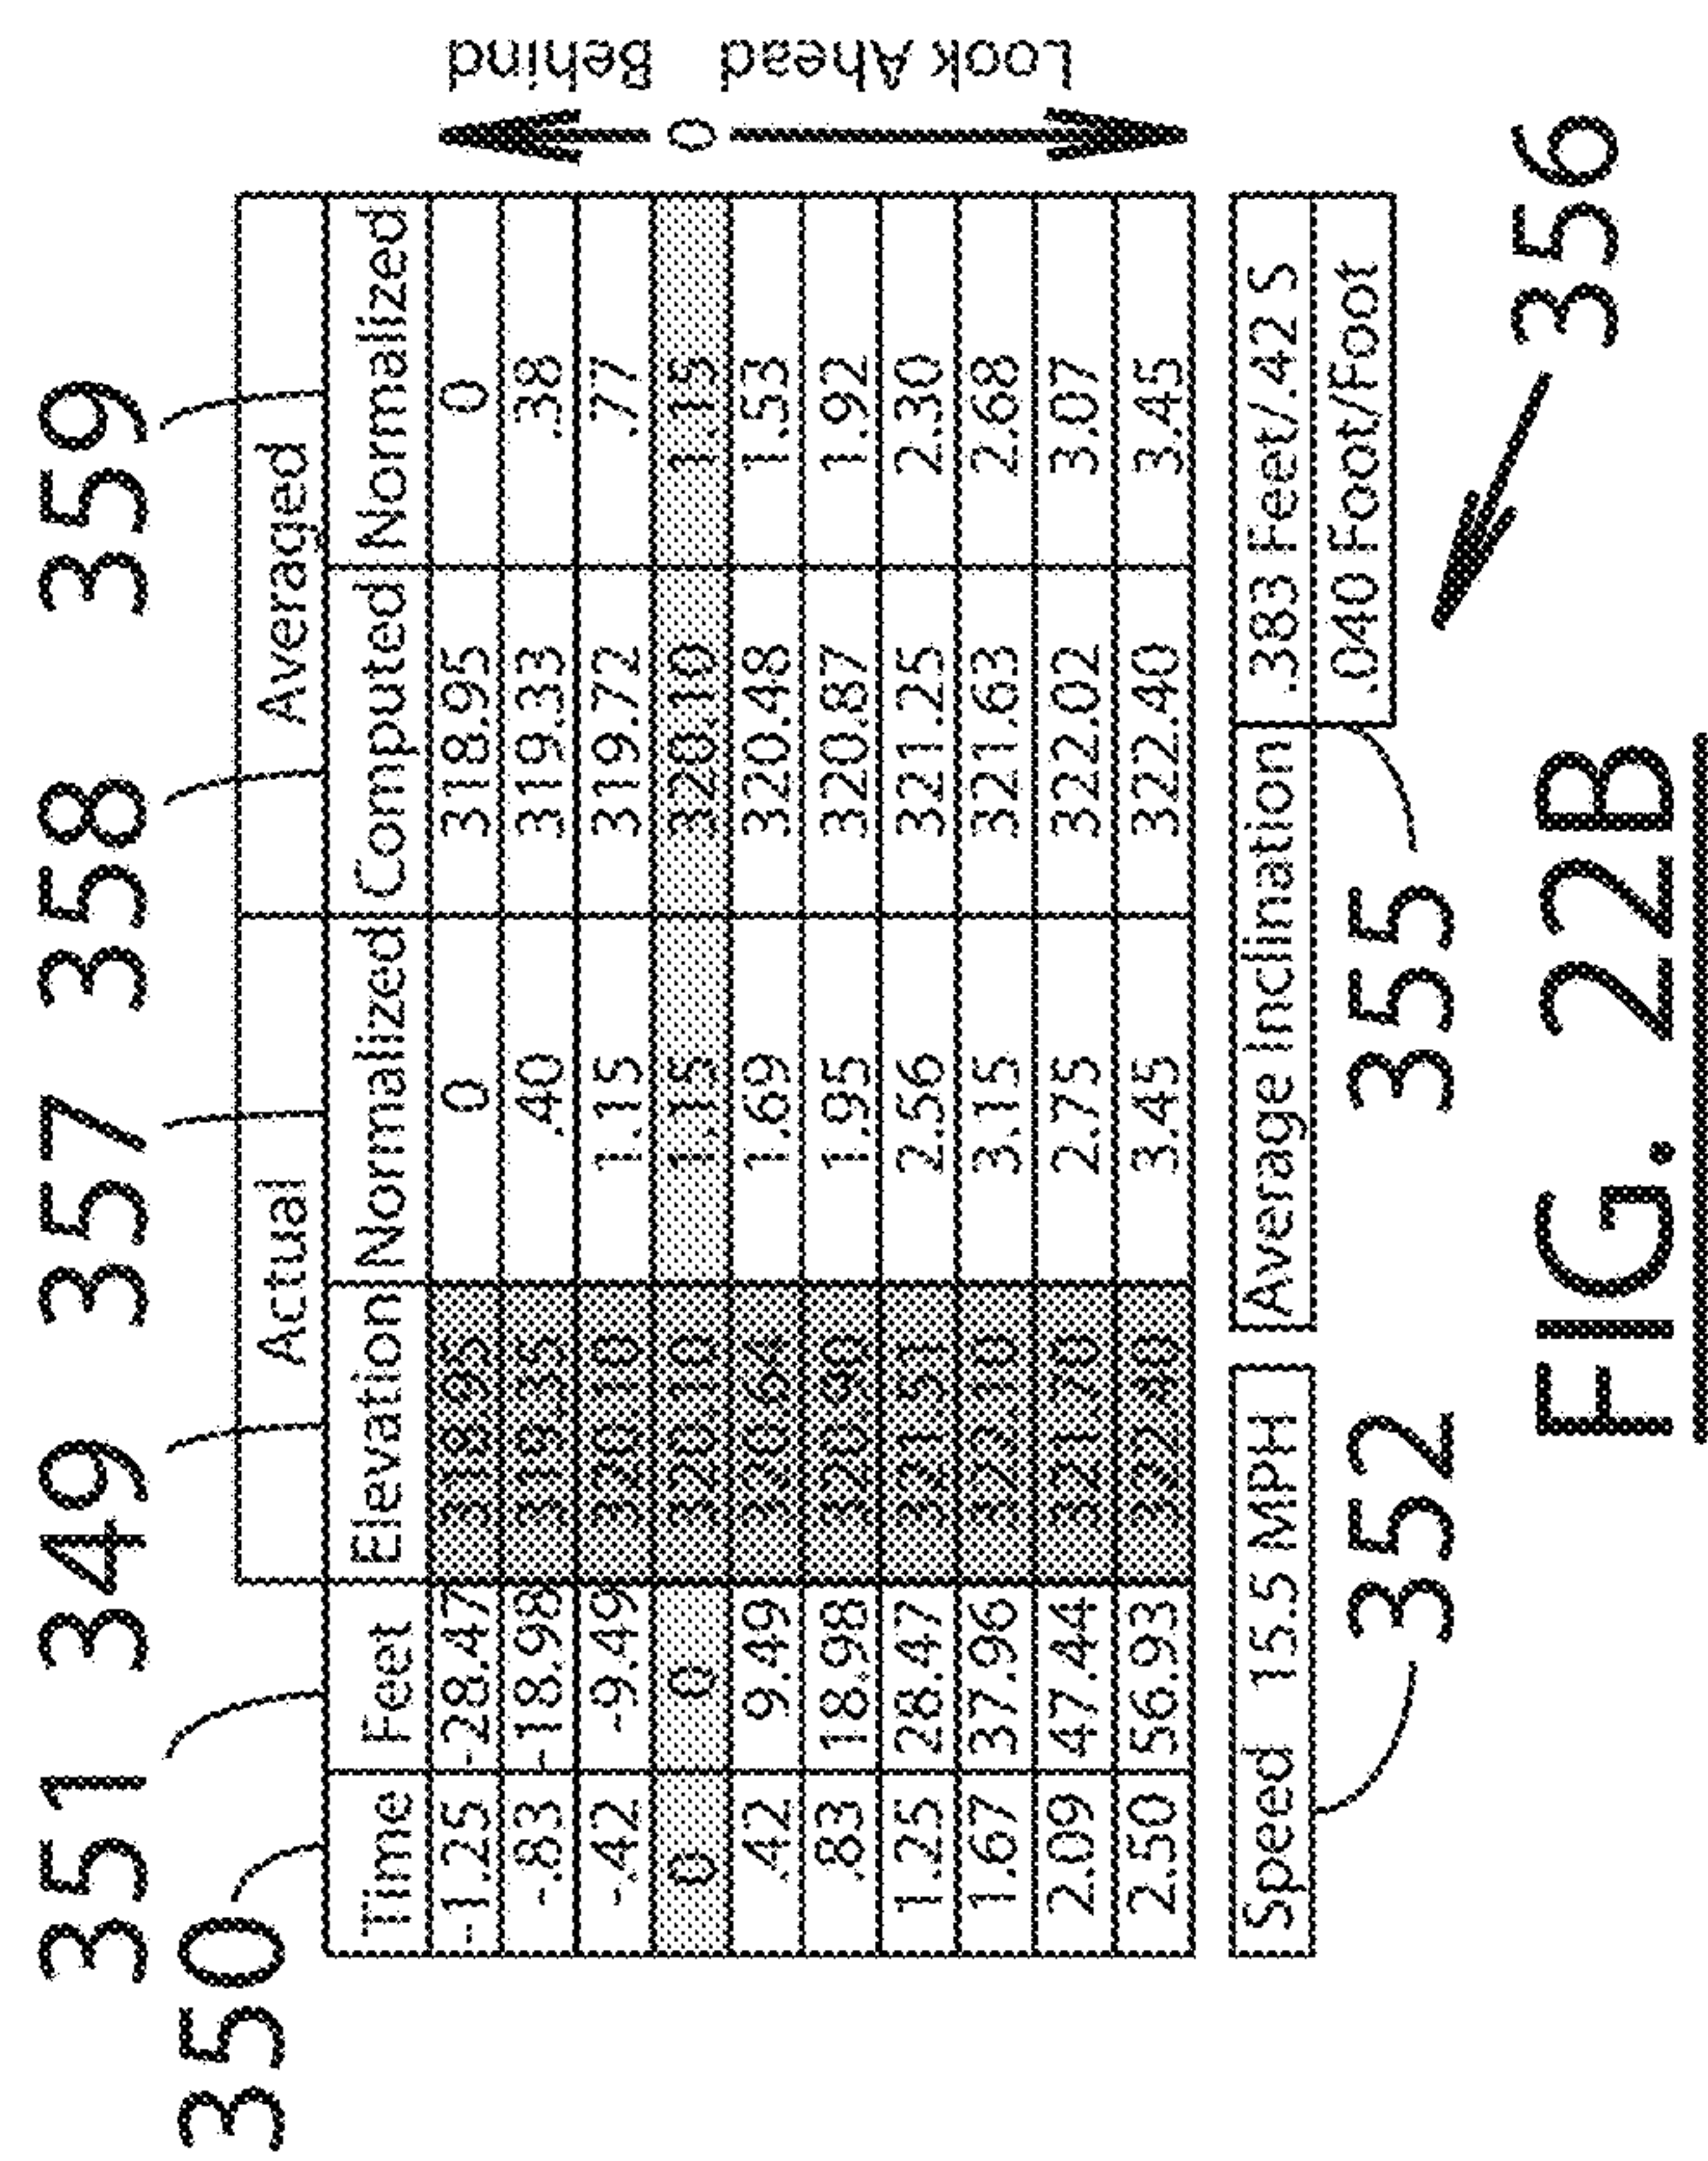 351 349 357 358 359
350
Actual Averaged
Time Feet Elevation Normalized Computed Normalized
-1.25 -28.47 318.95 0 318.95 0
-.83 -18.98 319.35 .40 319.33 .38
-.42 -9.49 320.10 1.15 319.72 .77
0 0 320.10 1.15 320.10 1.15
.42 9.49 320.64 1.69 320.48 1.53
.83 18.98 320.90 1.95 320.87 1.92
1.25 28.47 321.51 2.56 321.25 2.30
1.67 37.96 322.10 3.15 321.63 2.68
2.09 47.44 321.70 2.75 322.02 3.07
2.50 56.93 322.40 3.45 322.40 3.45
Behind
0
Look Ahead
Speed 15.5 MPH
Average Inclination .383 Feet/.42 S
.040 Foot/Foot
352 355 356
FIG. 22B